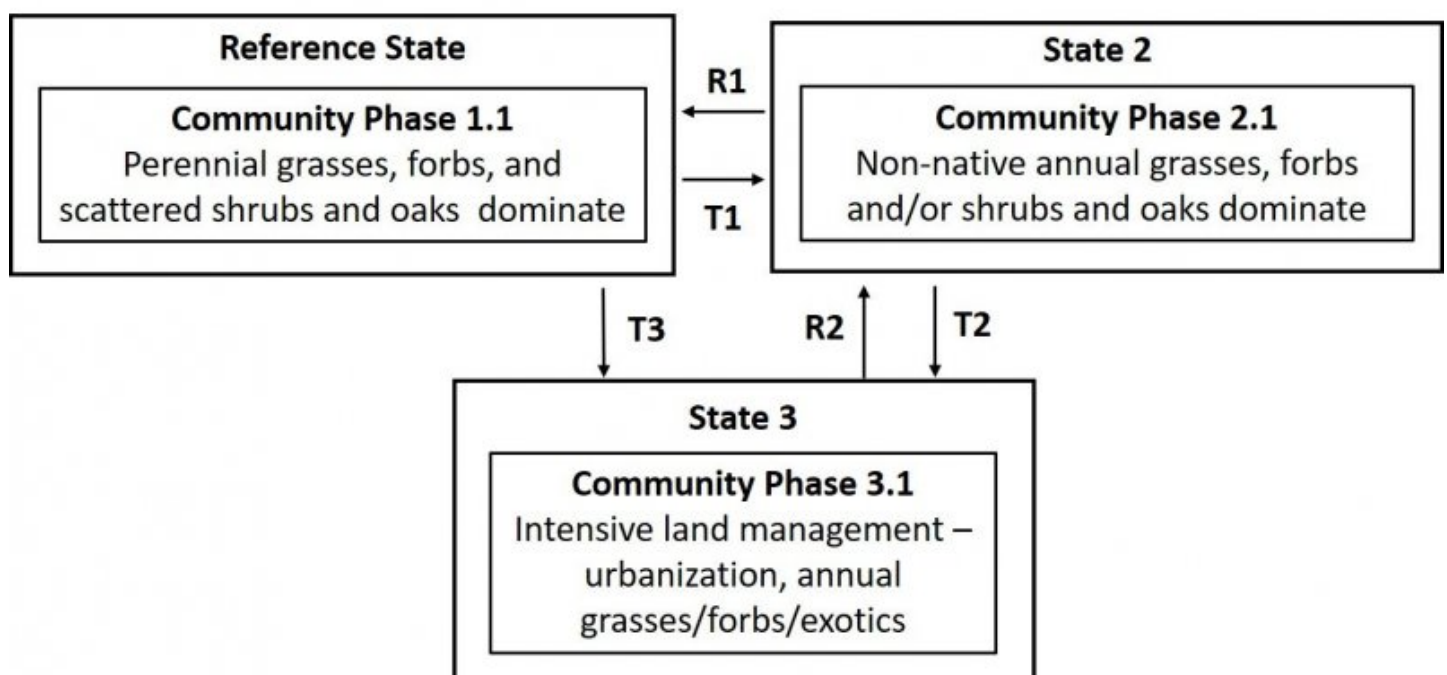 Reference State
Community Phase 1.1
Perennial grasses, forbs, and
scattered shrubs and oaks dominate
R1
T1
State 2
Community Phase 2.1
Non-native annual grasses, forbs
and/or shrubs and oaks dominate
T3
R2
T2
State 3
Community Phase 3.1
Intensive land management –
urbanization, annual
grasses/forbs/exotics